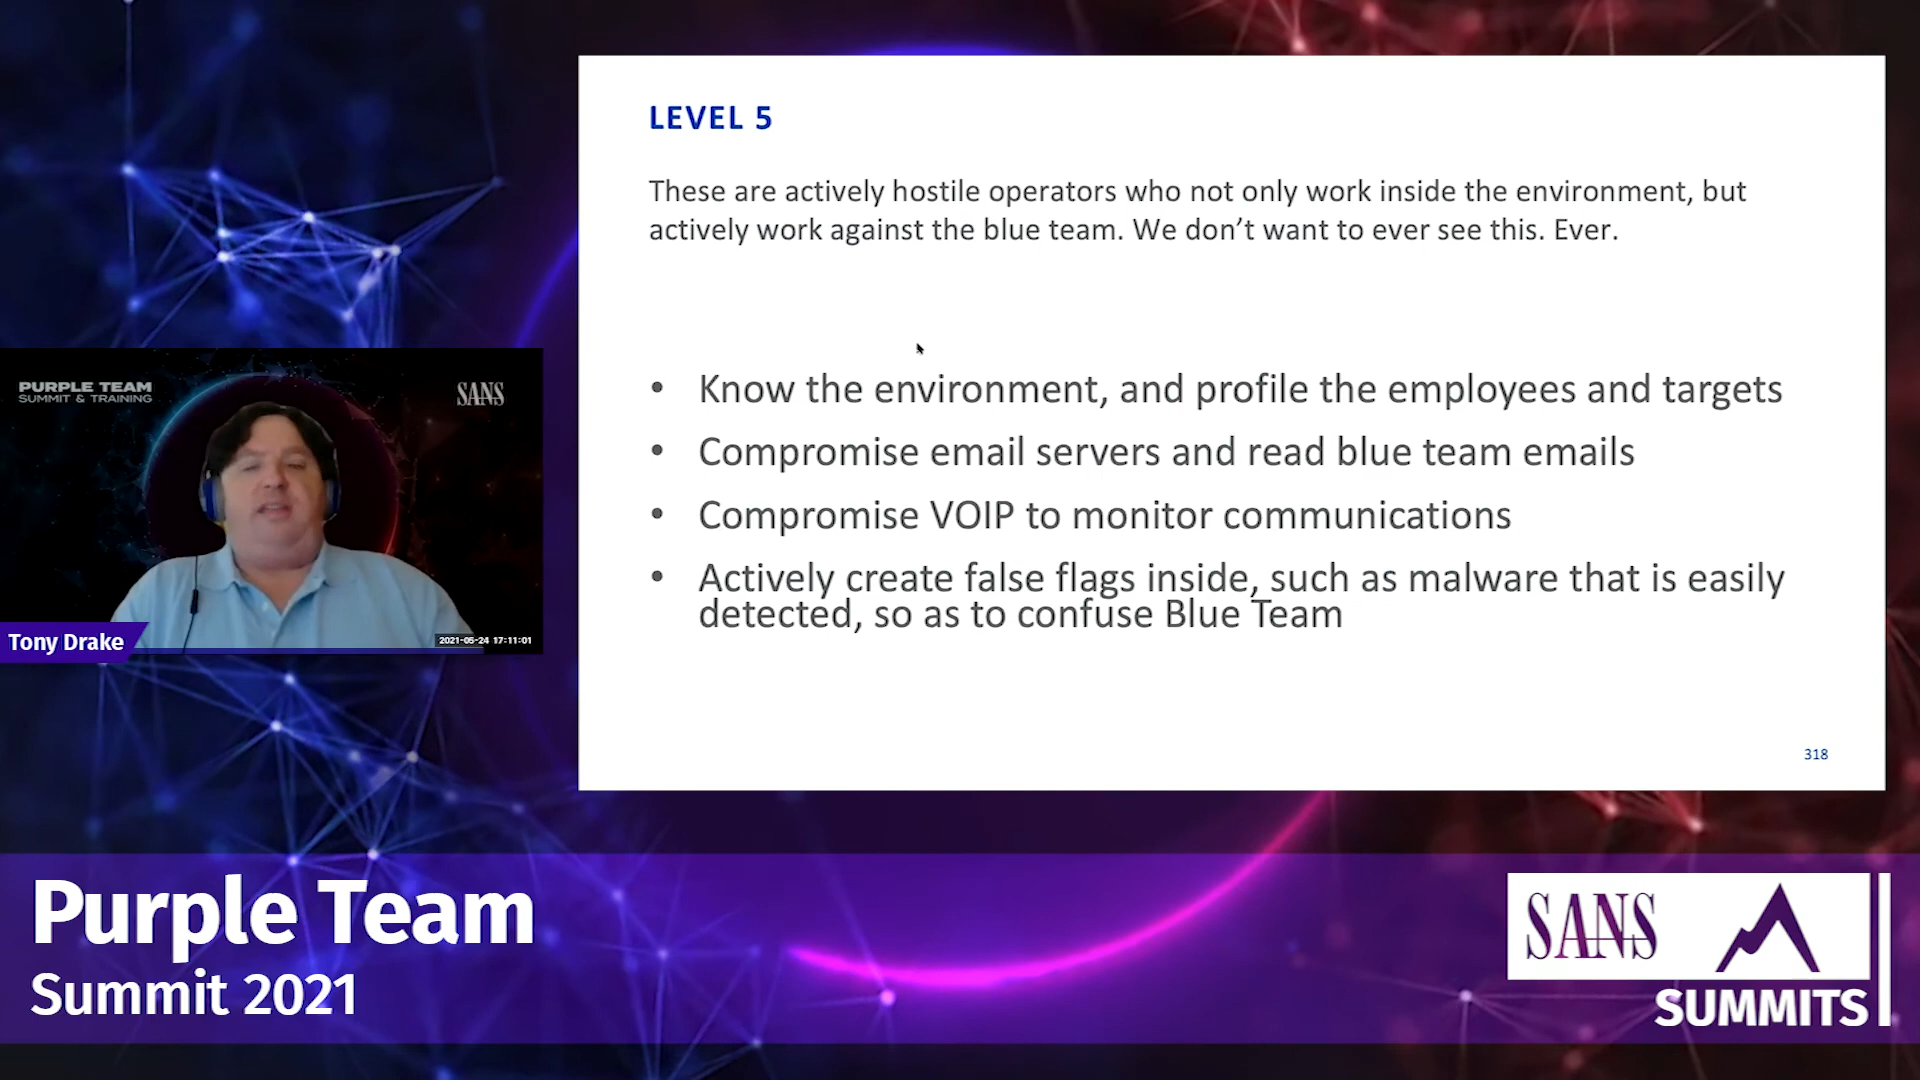 LEVEL 5
These are actively hostile operators who not only work inside the environment, but
actively work against the blue team. We don’t want to ever see this. Ever.
• Know the environment, and profile the employees and targets
• Compromise email servers and read blue team emails
• Compromise VOIP to monitor communications
• Actively create false flags inside, such as malware that is easily
detected, so as to confuse Blue Team
318
PURPLE TEAM
SUMMIT & TRAINING
SANS
Tony Drake
2021-05-24 17:11:01
Purple Team
Summit 2021
SANS
SUMMITS